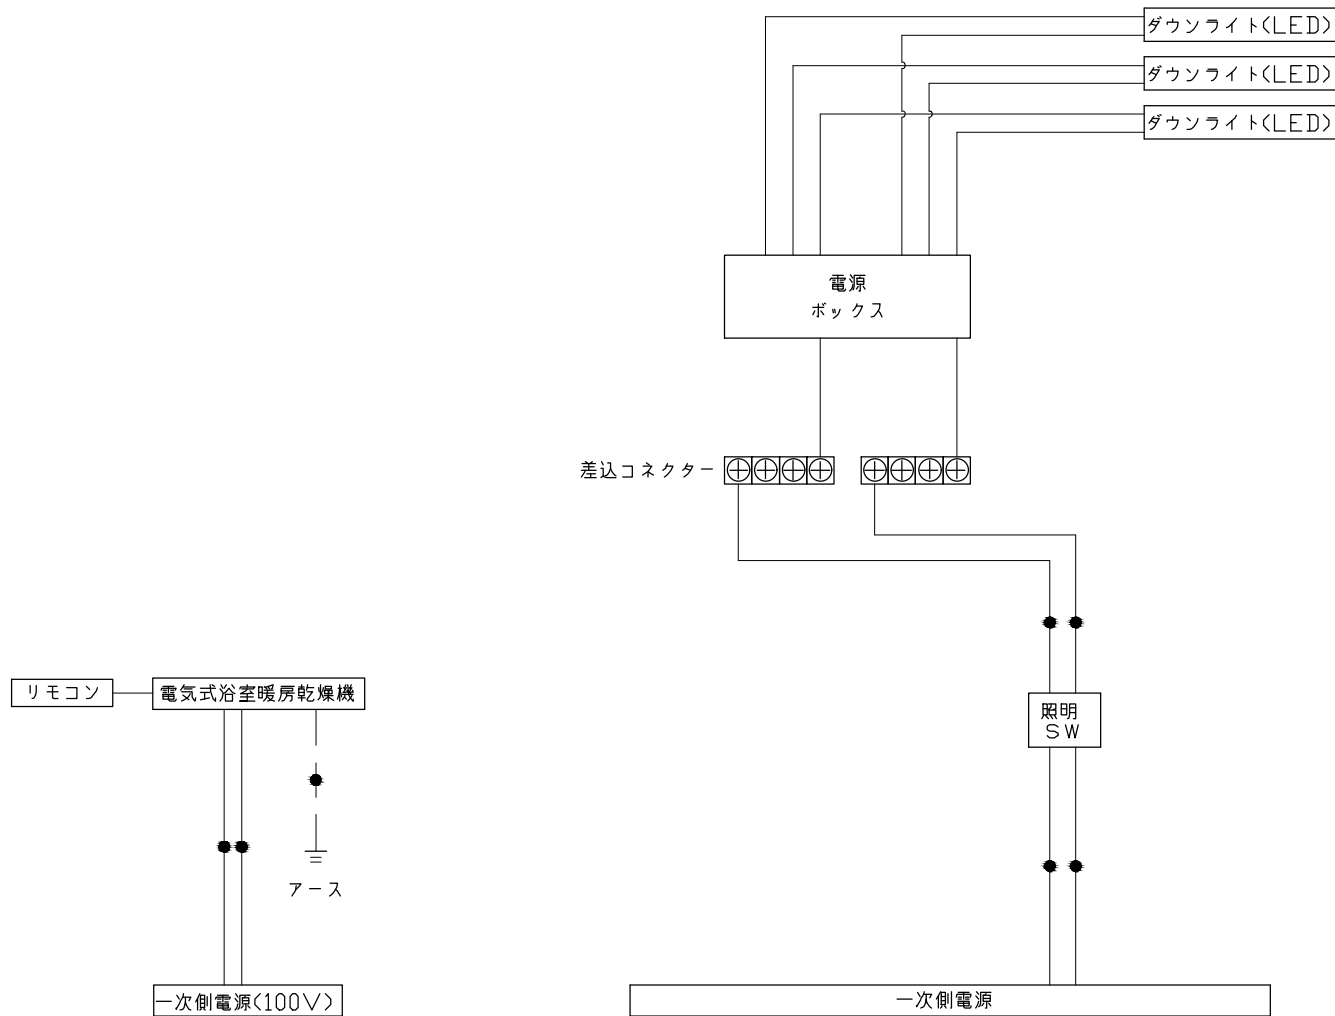 ダウンライト(LED)
ダウンライト(LED)
ダウンライト(LED)
電源
ボックス
差込コネクター
リモコン
電気式浴室暖房乾燥機
照明
SW
アース
一次側電源(100V)
一次側電源